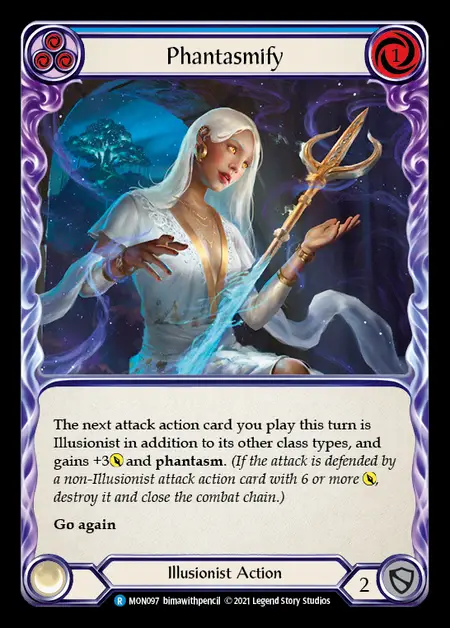 Phantasmify
1
The next attack action card you play this turn is
Illusionist in addition to its other class types, and
gains +3 and phantasm. (If the attack is defended by
a non-Illusionist attack action card with 6 or more ,
destroy it and close the combat chain.)
Go again
Illusionist Action
2
R MON097 bimawithpencil ©2021 Legend Story Studios